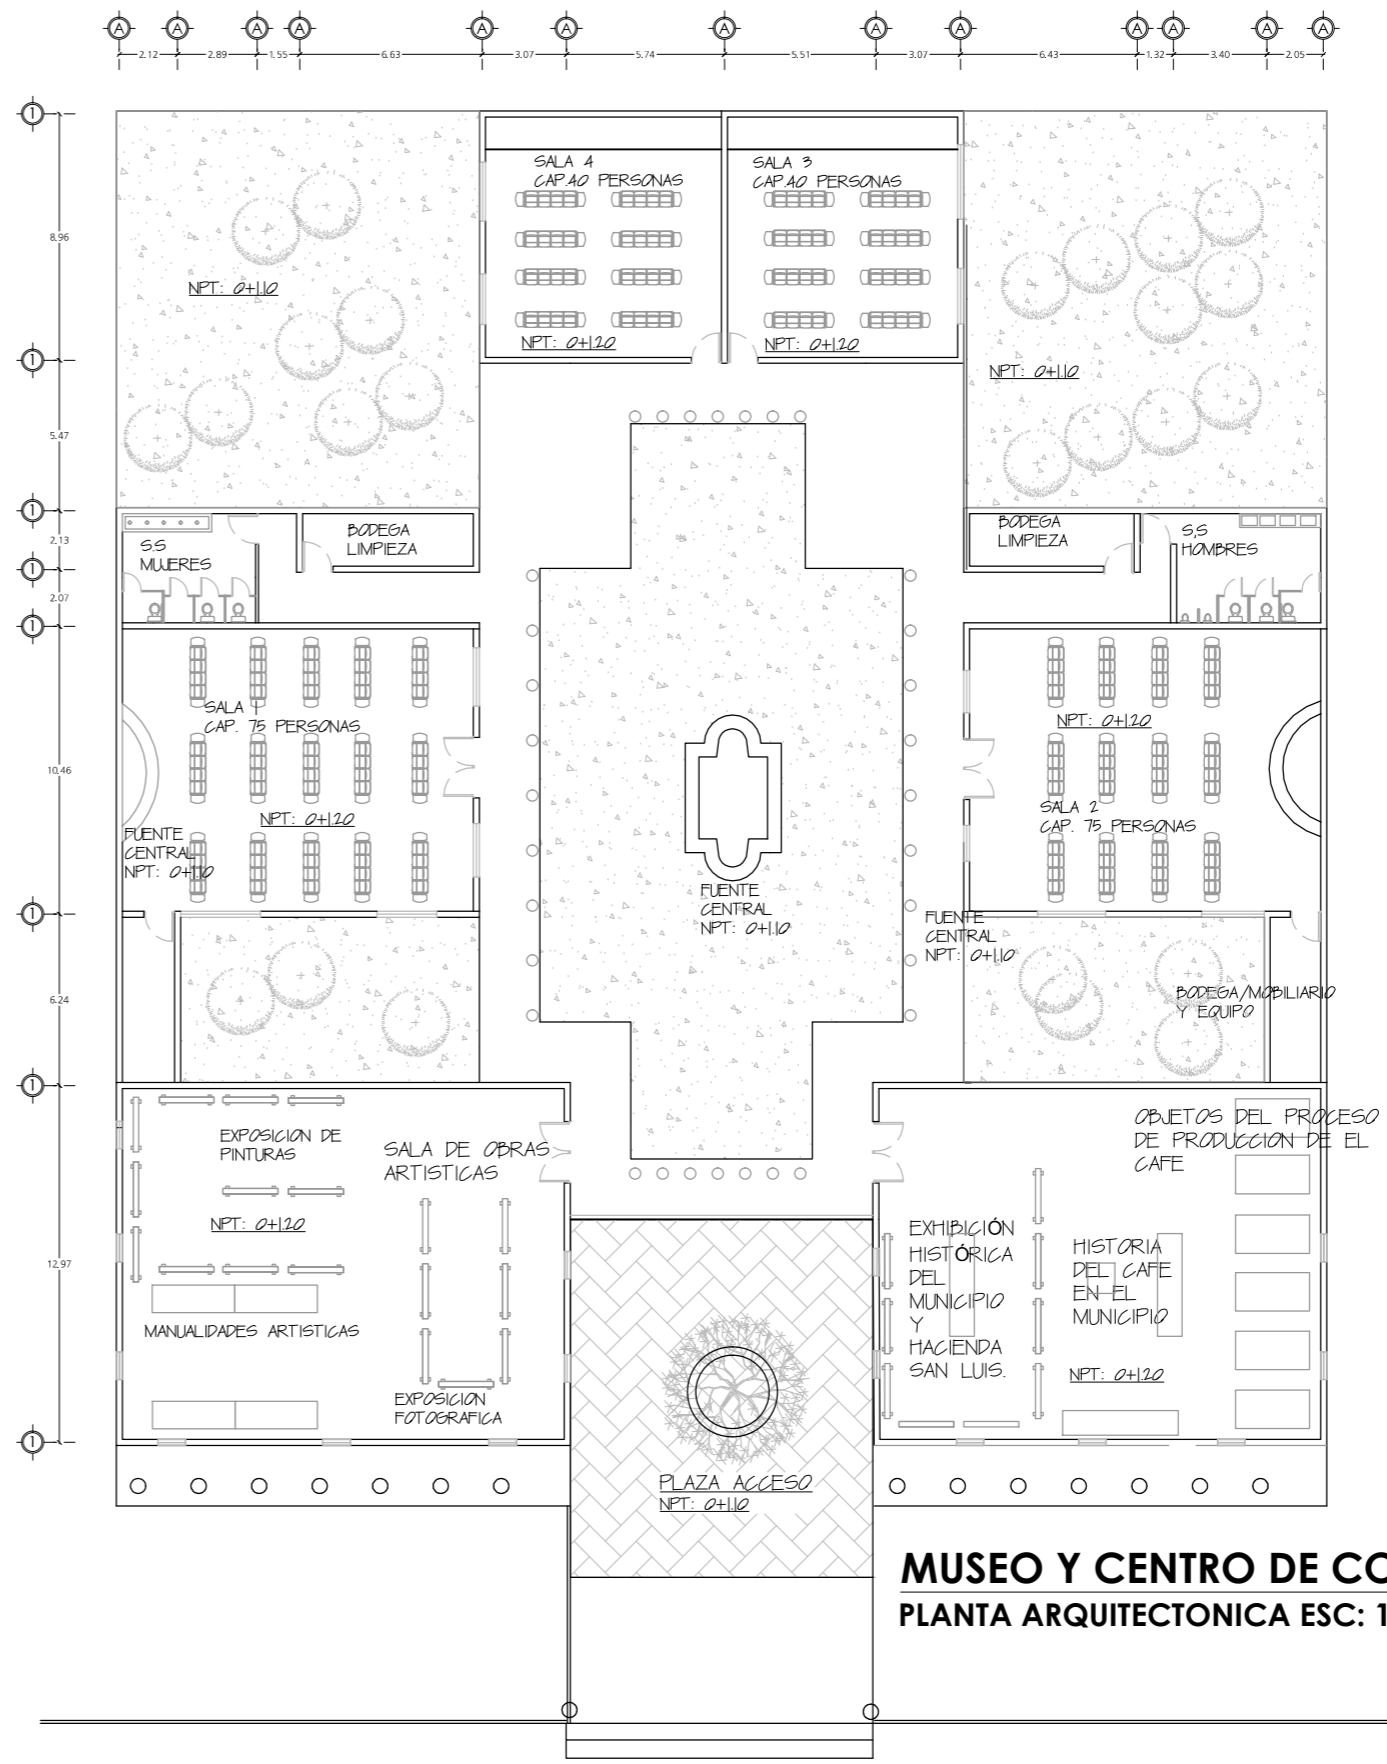 A A A A A A A A A A A A A
2.12 2.89 1.55 6.63 3.07 5.74 5.51 3.07 6.43 1.32 3.40 2.05
1
8.96
1
5.47
1
2.13
1
2.07
1
10.46
1
6.24
1
12.97
1
SALA 4
CAP.40 PERSONAS
NPT: 0+1.20
SALA 3
CAP.40 PERSONAS
NPT: 0+1.20
NPT: 0+1.10
NPT: 0+1.10
S.S
MUJERES
BODEGA
LIMPIEZA
BODEGA
LIMPIEZA
S,S
HOMBRES
SALA 1
CAP. 75 PERSONAS
NPT: 0+1.20
FUENTE
CENTRAL
NPT: 0+1.10
NPT: 0+1.20
SALA 2
CAP. 75 PERSONAS
FUENTE
CENTRAL
NPT: 0+1.10
FUENTE
CENTRAL
NPT: 0+1.10
BODEGA/MOBILIARIO
Y EQUIPO
EXPOSICION DE
PINTURAS
SALA DE OBRAS
ARTISTICAS
NPT: 0+1.20
MANUALIDADES ARTISTICAS
EXPOSICION
FOTOGRAFICA
OBJETOS DEL PROCESO
DE PRODUCCION DE EL
CAFE
EXHIBICIÓN
HISTÓRICA
DEL
MUNICIPIO
Y
HACIENDA
SAN LUIS.
HISTORIA
DEL CAFE
EN EL
MUNICIPIO
NPT: 0+1.20
PLAZA ACCESO
NPT: 0+1.10
MUSEO Y CENTRO DE CO
PLANTA ARQUITECTONICA ESC: 1